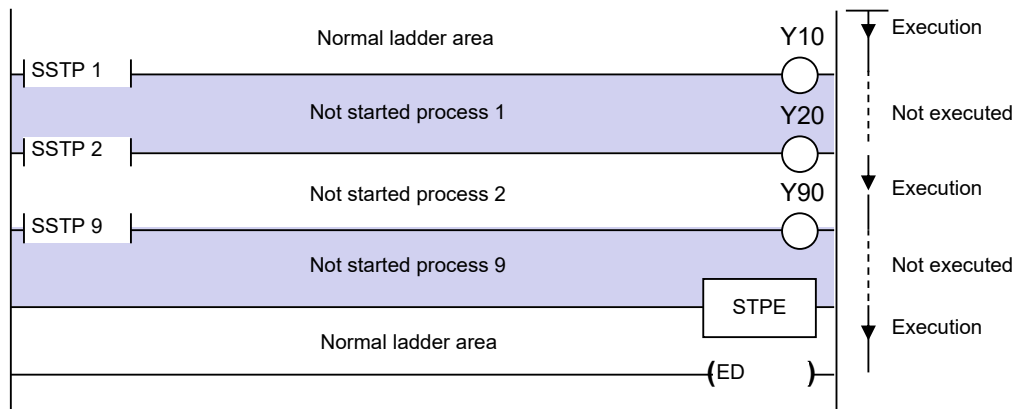 Normal ladder area
Y10
Execution
SSTP 1
Not started process 1
Y20
Not executed
SSTP 2
Not started process 2
Y90
Execution
SSTP 9
Not started process 9
Not executed
STPE
Normal ladder area
Execution
(ED )